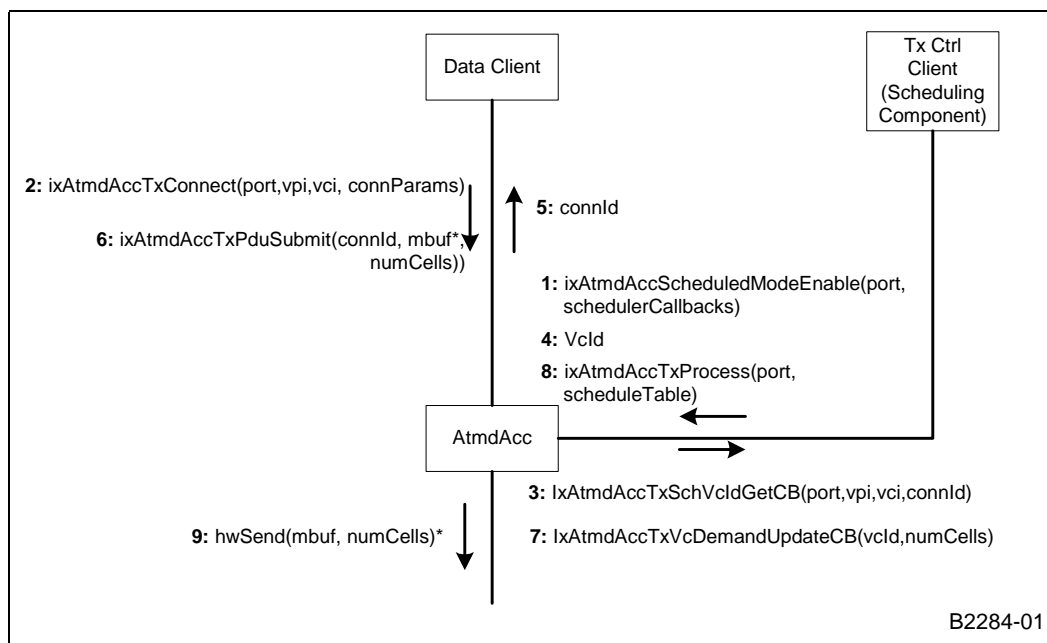 Data Client
Tx Ctrl
Client
(Scheduling
Component)
2: ixAtmdAccTxConnect(port,vpi,vci, connParams)
5: connId
6: ixAtmdAccTxPduSubmit(connId, mbuf*,
numCells))
1: ixAtmdAccScheduledModeEnable(port,
schedulerCallbacks)
4: VcId
8: ixAtmdAccTxProcess(port,
scheduleTable)
AtmdAcc
3: IxAtmdAccTxSchVcIdGetCB(port,vpi,vci,connId)
9: hwSend(mbuf, numCells)*
7: IxAtmdAccTxVcDemandUpdateCB(vcId,numCells)
B2284-01